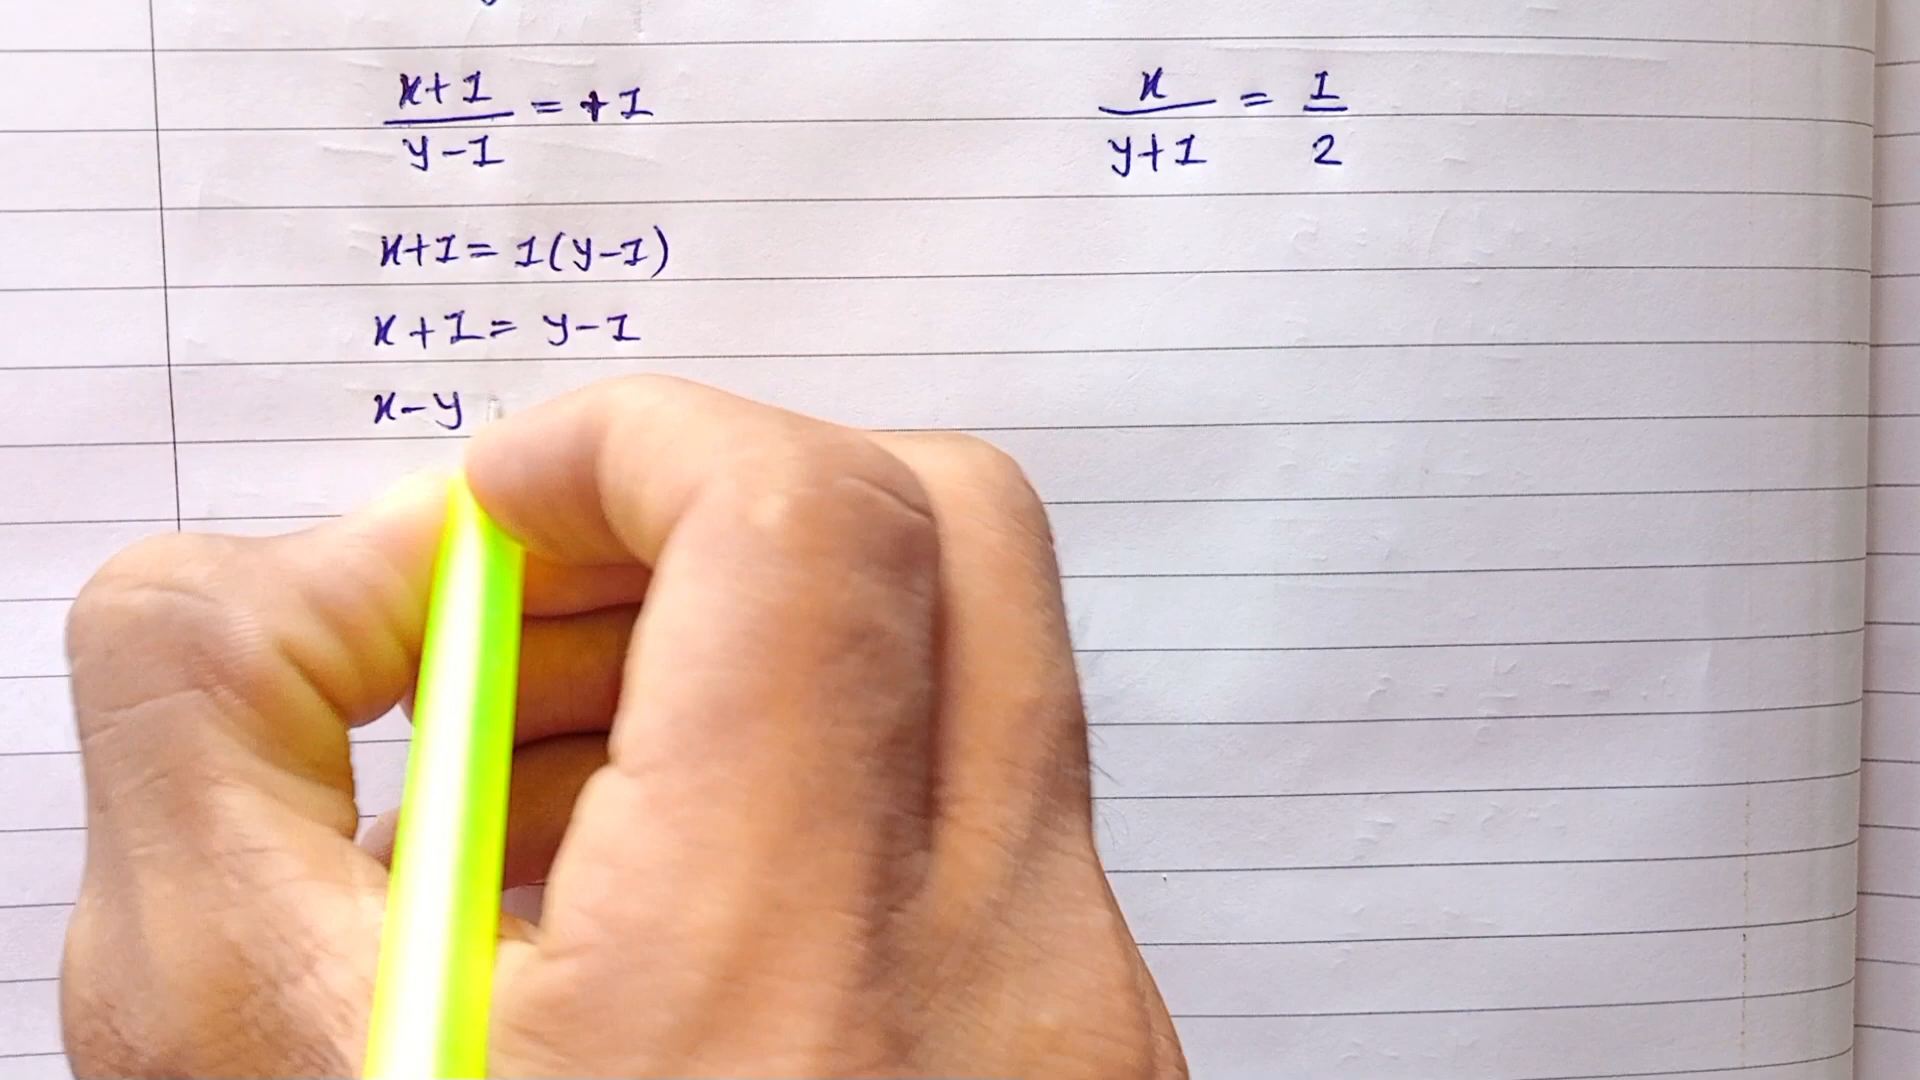 x+1/y-1 = +1
x/y+1 = 1/2
x+1= 1(y-1)
x+1= y-1
x-y